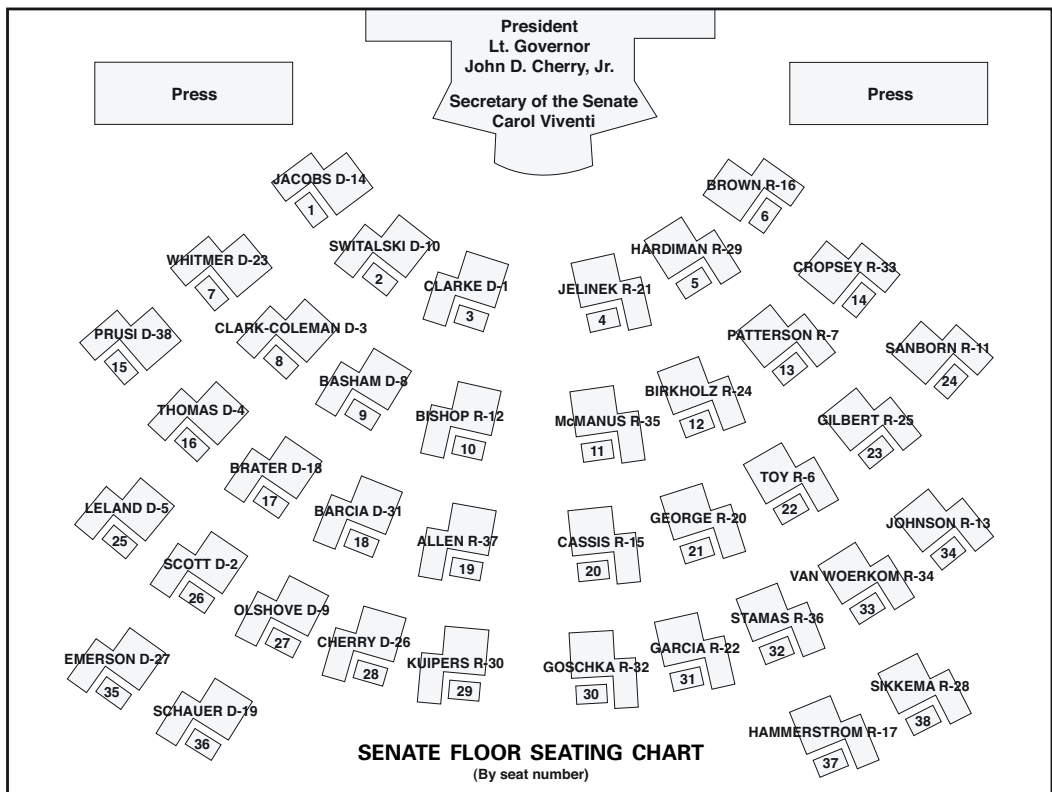 President
Lt. Governor
John D. Cherry, Jr.
Press
Secretary of the Senate
Carol Viventi
Press
JACOBS D-14
1
SWITALSKI D-10
2
CLARKE D-1
3
JELINEK R-21
4
HARDIMAN R-29
5
BROWN R-16
6
WHITMER D-23
7
CLARK-COLEMAN D-3
8
BASHAM D-8
9
BISHOP R-12
10
McMANUS R-35
11
BIRKHOLZ R-24
12
PATTERSON R-7
13
CROPSEY R-33
14
PRUSI D-38
15
THOMAS D-4
16
BRATER D-18
17
BARCIA D-31
18
ALLEN R-37
19
CASSIS R-15
20
GEORGE R-20
21
TOY R-6
22
GILBERT R-25
23
SANBORN R-11
24
LELAND D-5
25
SCOTT D-2
26
OLSHOVE D-9
27
CHERRY D-26
28
KUIPERS R-30
29
GOSCHKA R-32
30
GARCIA R-22
31
STAMAS R-36
32
VAN WOERKOM R-34
33
JOHNSON R-13
34
EMERSON D-27
35
SCHAUER D-19
36
HAMMERSTROM R-17
37
SIKKEMA R-28
38
SENATE FLOOR SEATING CHART
(By seat number)